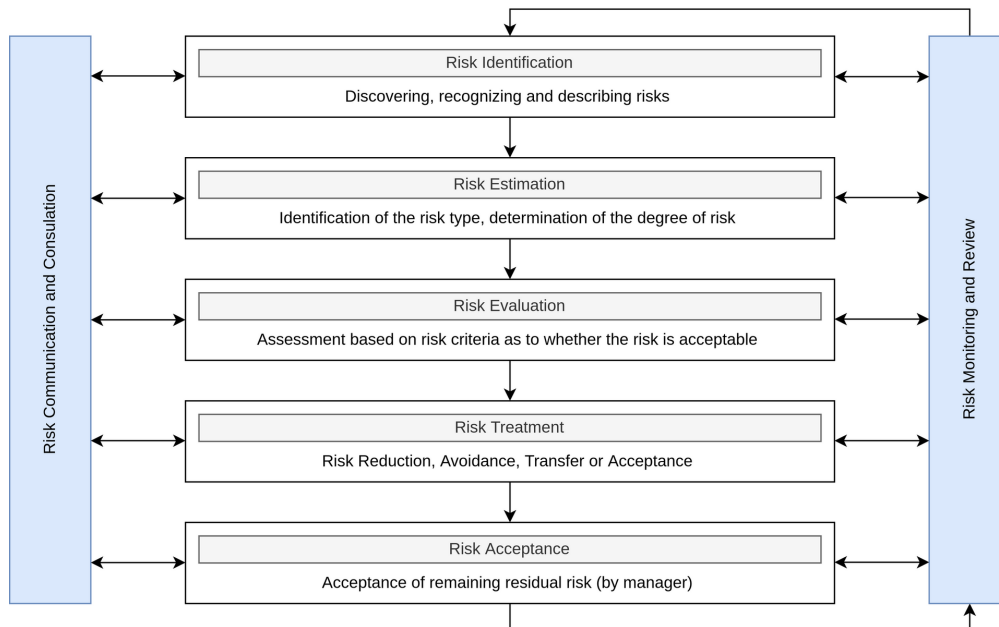 Risk Communication and Consulation
Risk Identification
Discovering, recognizing and describing risks
Risk Estimation
Identification of the risk type, determination of the degree of risk
Risk Evaluation
Assessment based on risk criteria as to whether the risk is acceptable
Risk Treatment
Risk Reduction, Avoidance, Transfer or Acceptance
Risk Acceptance
Acceptance of remaining residual risk (by manager)
Risk Monitoring and Review